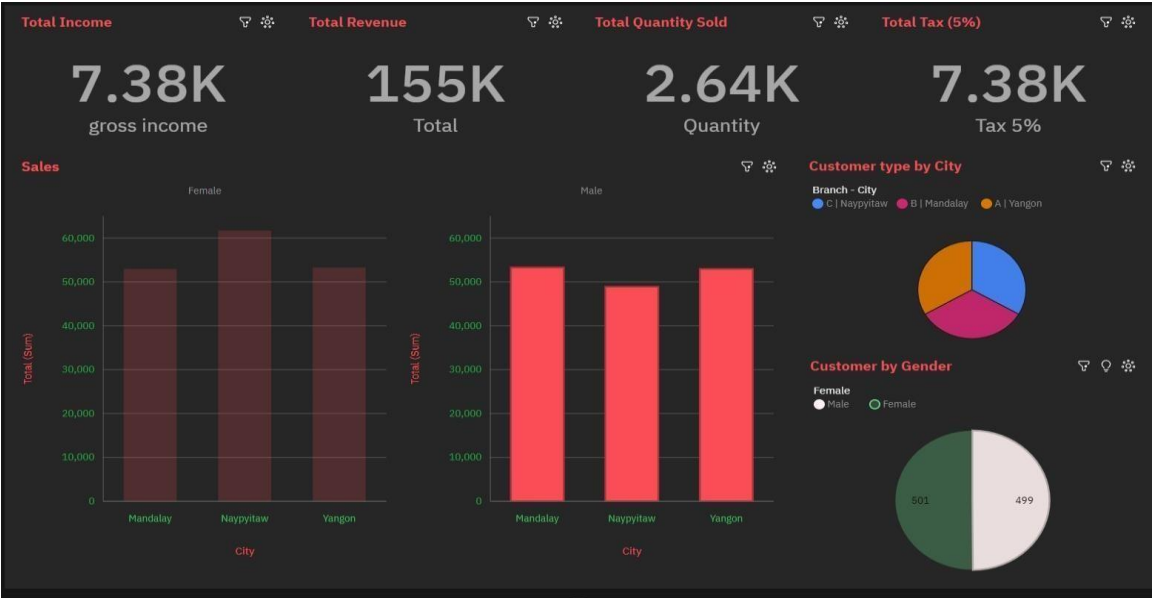 Total Income
Total Revenue
Total Quantity Sold
Total Tax (5%)
7.38K
gross income
155K
Total
2.64K
Quantity
7.38K
Tax 5%
Sales
Female
Total (Sum)
60,000
50,000
40,000
30,000
20,000
10,000
0
Mandalay
Naypyitaw
Yangon
City
Male
Total (Sum)
60,000
50,000
40,000
30,000
20,000
10,000
0
Mandalay
Naypyitaw
Yangon
City
Customer type by City
Branch - City
C | Naypyitaw B | Mandalay A | Yangon
Customer by Gender
Female
Male Female
501
499